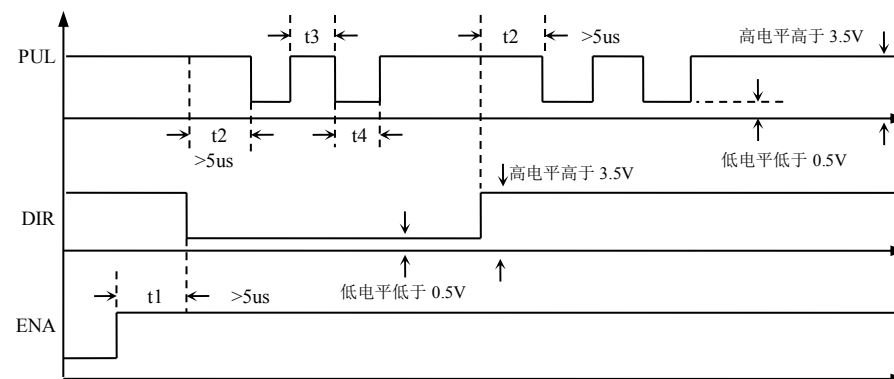 t3
t2
>5us
高电平高于 3.5V
PUL
t2
t4
>5us
低电平低于 0.5V
高电平高于 3.5V
DIR
低电平低于 0.5V
t1
>5us
ENA